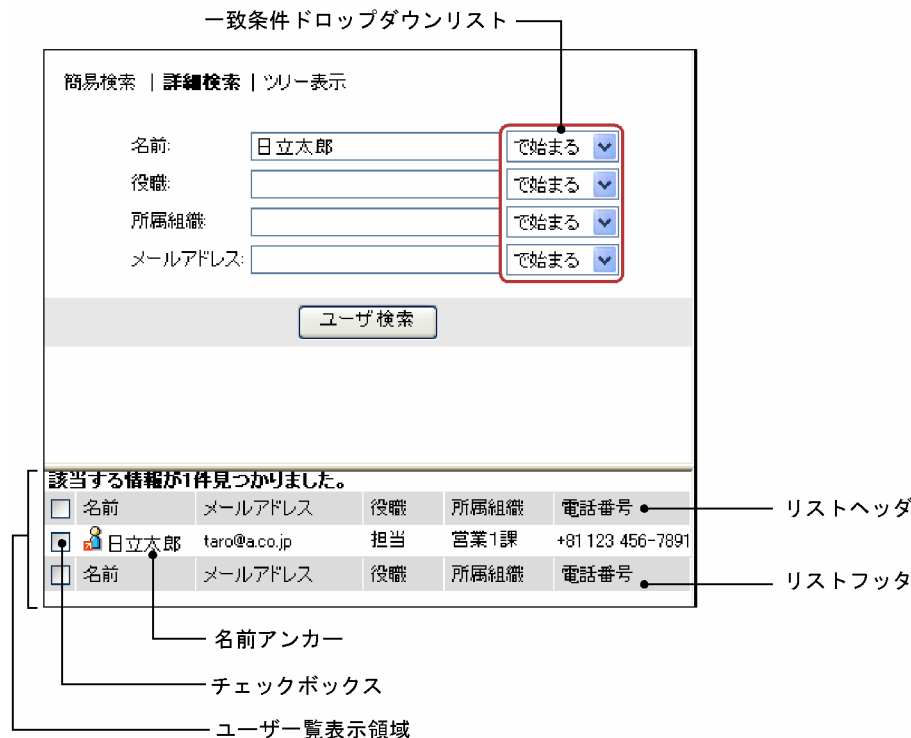 一致条件ドロップダウンリスト
簡易検索 | 詳細検索 | ツリー表示
名前: 日立太郎 で始まる
役職: で始まる
所属組織: で始まる
メールアドレス: で始まる
ユーザ検索
該当する情報が1件見つかりました。
名前 メールアドレス 役職 所属組織 電話番号 リストヘッダ
日立太郎 taro@a.co.jp 担当 営業1課 +81 123 456-7891
名前 メールアドレス 役職 所属組織 電話番号 リストフッタ
名前アンカー
チェックボックス
ユーザ一覧表示領域